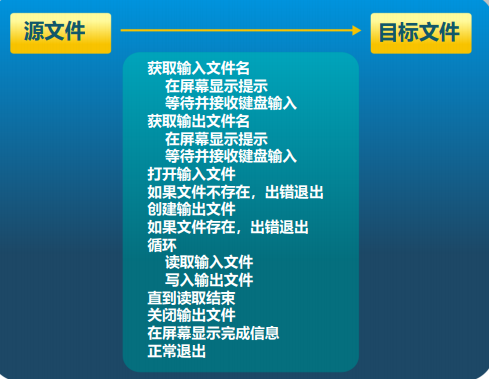 源文件
目标文件
获取输入文件名
在屏幕显示提示
等待并接收键盘输入
获取输出文件名
在屏幕显示提示
等待并接收键盘输入
打开输入文件
如果文件不存在，出错退出
创建输出文件
如果文件存在，出错退出
循环
读取输入文件
写入输出文件
直到读取结束
关闭输出文件
在屏幕显示完成信息
正常退出